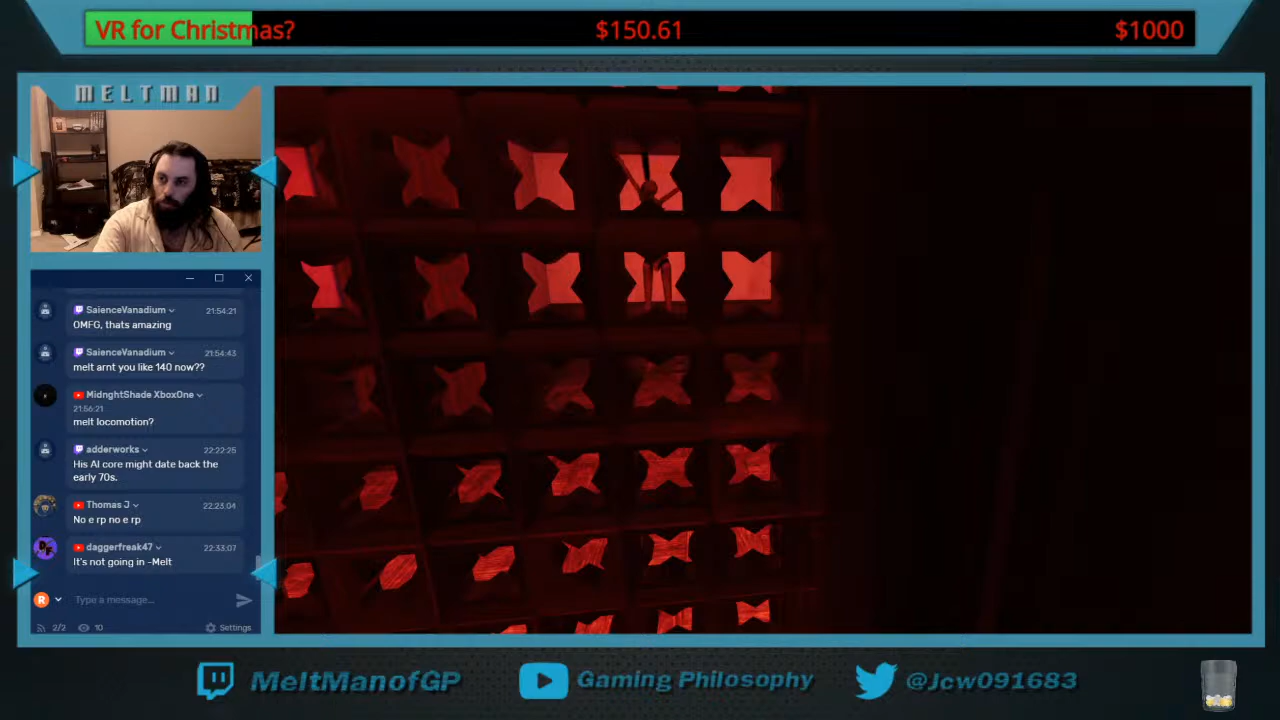 VR for Christmas?
$150.61
$1000
MELTMAN
SaienceVanadium
21:54:21
OMFG, thats amazing
SaienceVanadium
21:54:43
melt arnt you like 140 now??
MidnghtShade XboxOne
21:56:21
melt locomotion?
adderworks
22:22:25
His AI core might date back the
early 70s.
Thomas J
22:23:04
No e rp no e rp
daggerfreak47
22:33:07
It's not going in -Melt
R
Type a message...
2/2
10
Settings
MeltManofGP
Gaming Philosophy
@Jcw091683